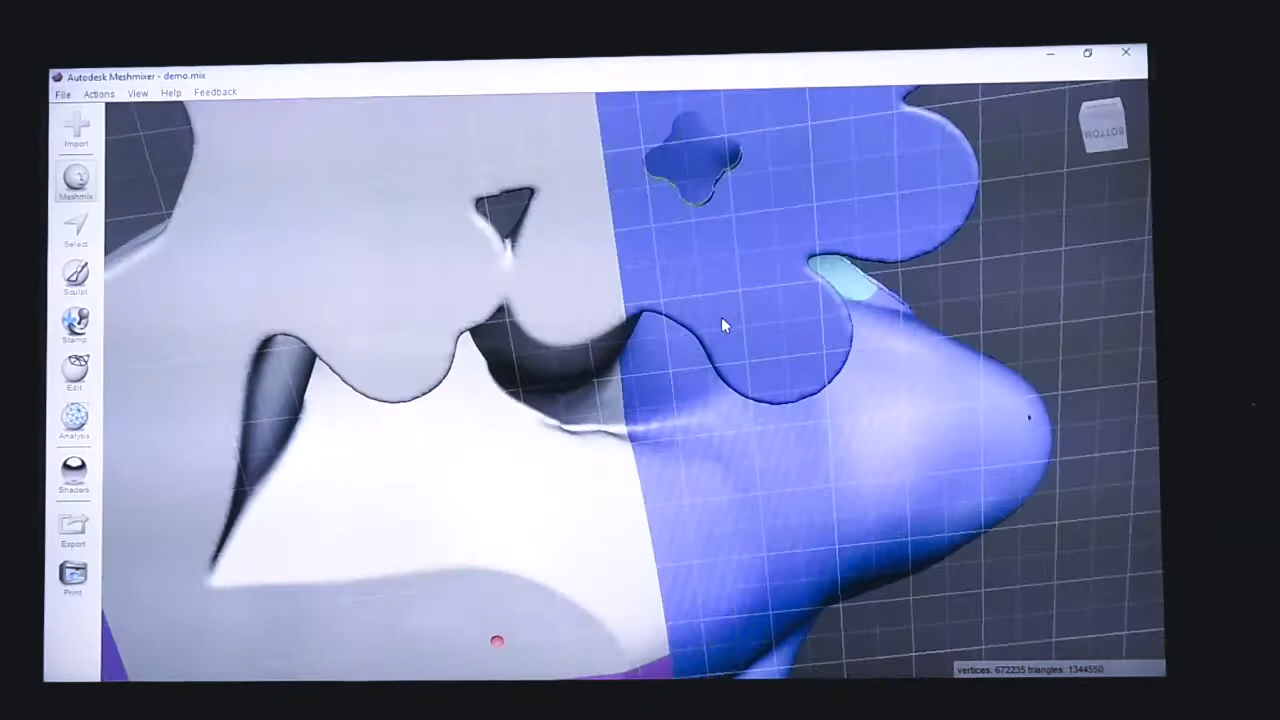 Autodesk Meshmixer - demo.mix
File Actions View Help Feedback
Import
Meshmix
Select
Sculpt
Stamp
Edit
Analysis
Shaders
Export
Print
BOTTOM
vertices: 672235 triangles: 1344550